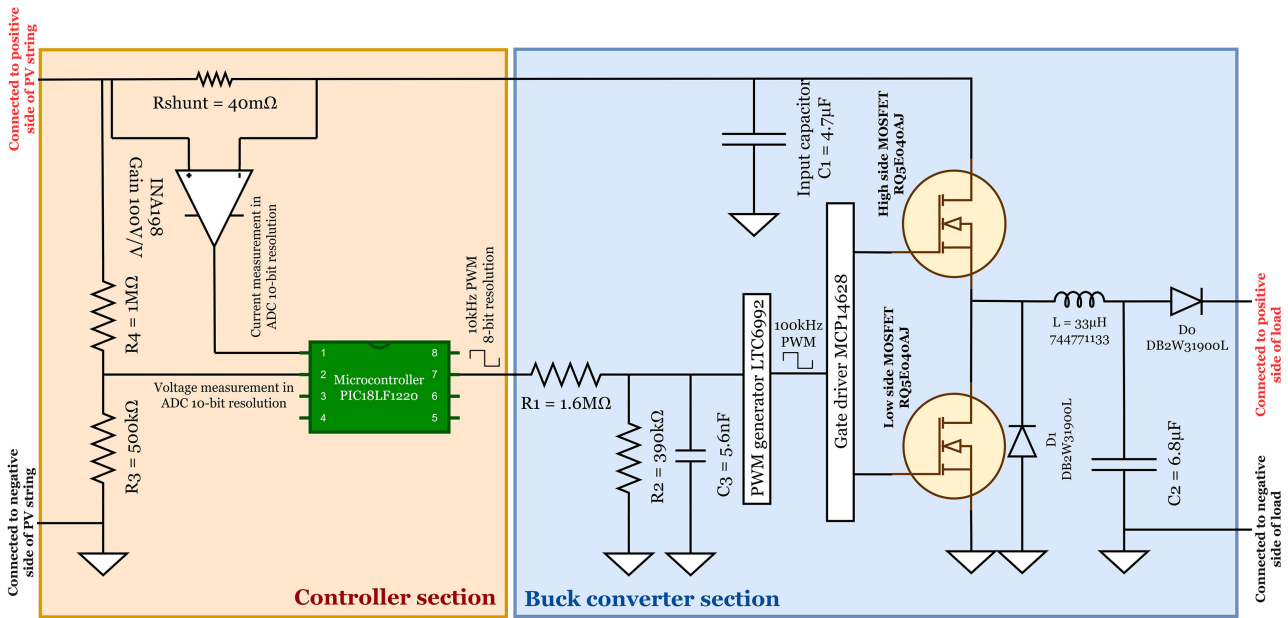 Connected to positive
side of PV string
Rshunt = 40mΩ
+
-
INA198
Gain 100V/V
Current measurement in
ADC 10-bit resolution
R4 = 1MΩ
R3 = 500kΩ
Voltage measurement in
ADC 10-bit resolution
Connected to negative
side of PV string
1
2
3
4
Microcontroller
PIC18LF1220
8
7
6
5
10kHz PWM
8-bit resolution
Controller section
R1 = 1.6MΩ
R2 = 390kΩ
C3 = 5.6nF
PWM generator LTC6992
100kHz
PWM
Gate driver MCP14628
Input capacitor
C1 = 4.7µF
High side MOSFET
RQ5E040AJ
Low side MOSFET
RQ5E040AJ
D1
DB2W31900L
L = 33µH
744771133
C2 = 6.8µF
D0
DB2W31900L
Connected to positive
side of load
Connected to negative
side of load
Buck converter section